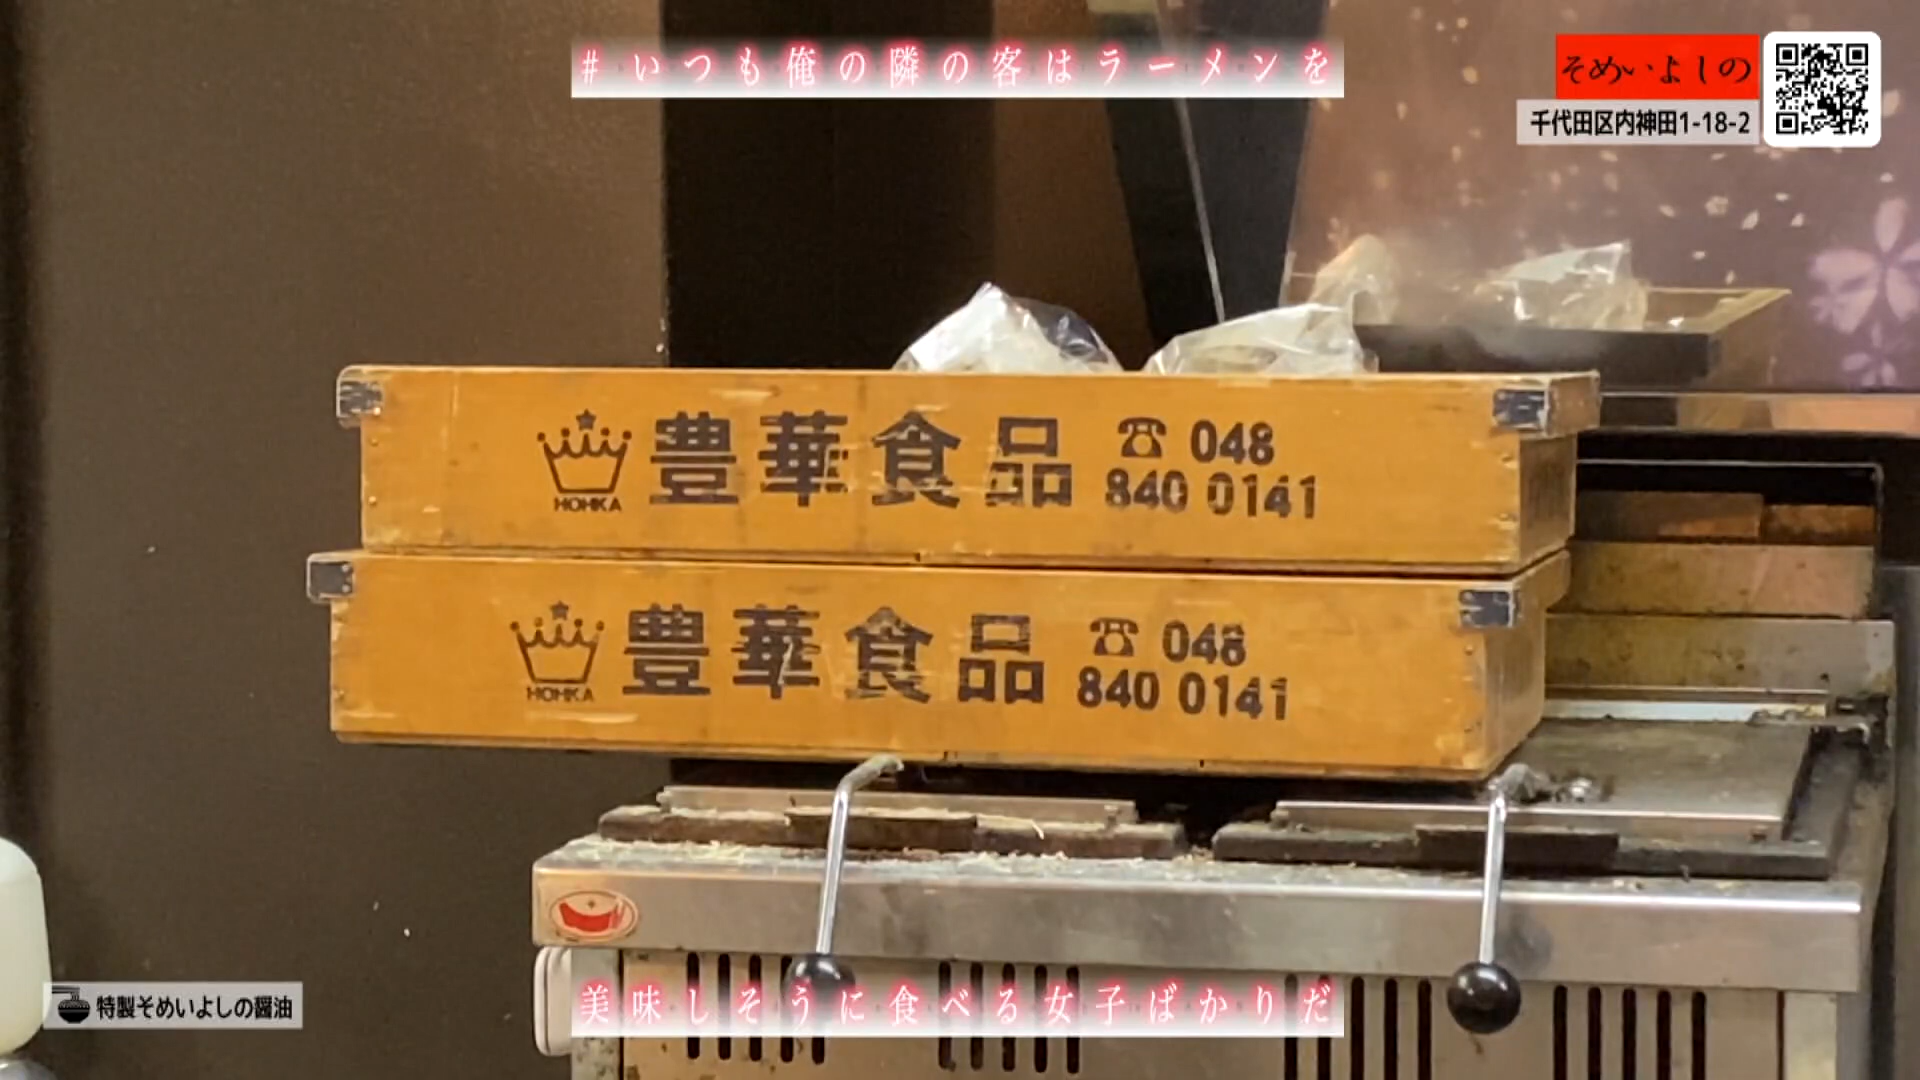 #いつも俺の隣の客はラーメンを
そめいよしの
千代田区内神田1-18-2
HOHKA
豊華食品 ☎ 048
840 0141
HOHKA
豊華食品 ☎ 048
840 0141
特製そめいよしの醤油
美味しそうに食べる女子ばかりだ